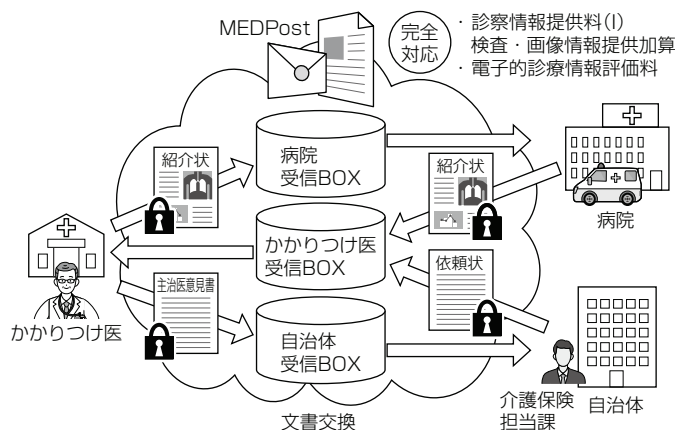 MEDPost
完全
対応
・診察情報提供料(I)
検査・画像情報提供加算
・電子的診療情報評価料
紹介状
病院
受信BOX
紹介状
病院
かかりつけ医
受信BOX
かかりつけ医
主治医意見書
依頼状
自治体
受信BOX
文書交換
介護保険
担当課
自治体